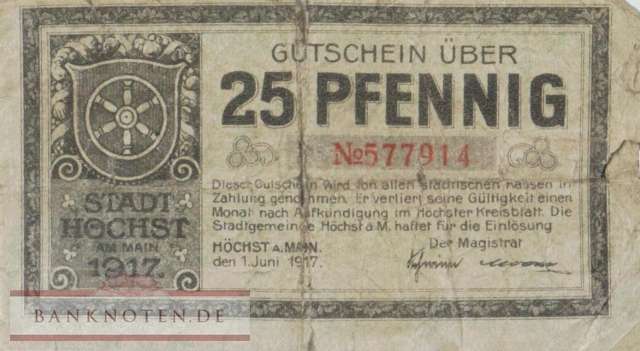 GUTSCHEIN ÜBER
25 PFENNIG
№577914
Dieser Gutschein wird von allen städtischen Kassen in
Zahlung genommen. Er verliert seine Gültigkeit einen
Monat nach Aufkündigung im Höchster Kreisblatt. Die
Stadtgemeinde Höchst a.M. haftet für die Einlösung
HÖCHST A. MAIN.
den 1. Juni 1917.
Der Magistrat
STADT
HÖCHST
AM MAIN
1917.
BANKNOTEN.DE